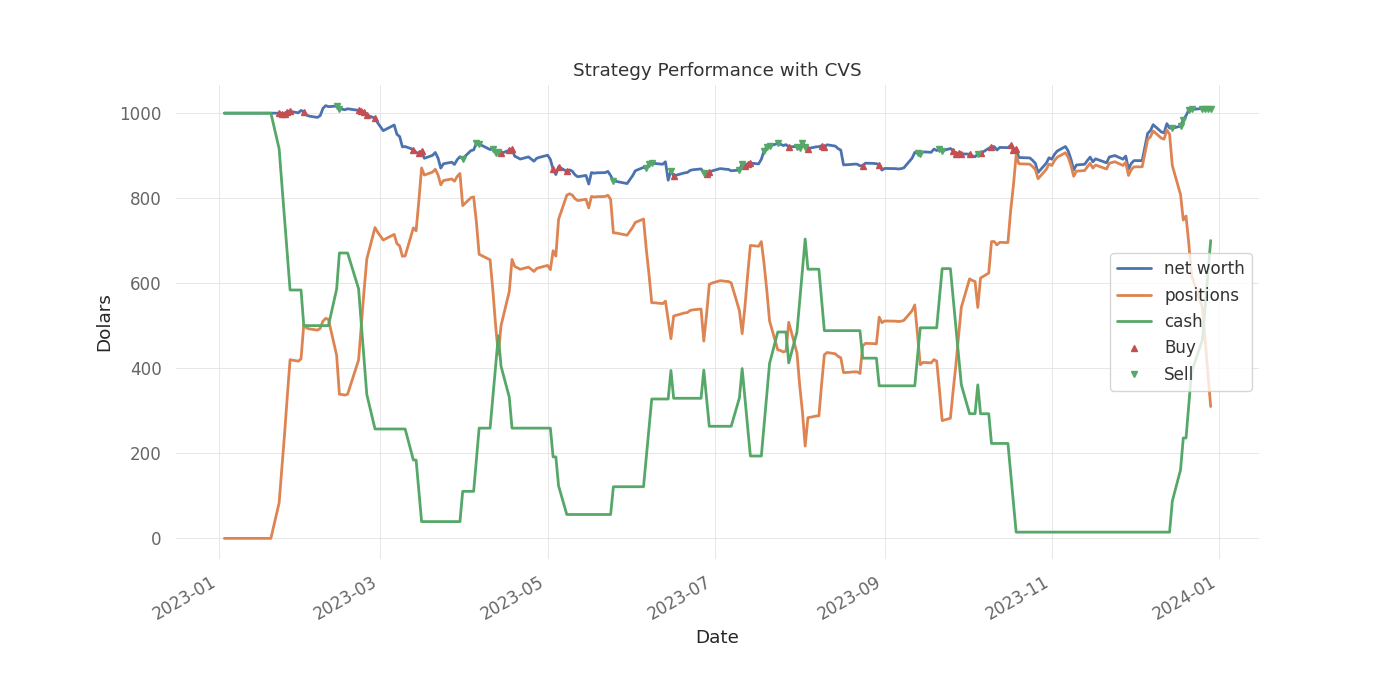 Strategy Performance with CVS
Dolars
1000
800
600
400
200
0
net worth
positions
cash
Buy
Sell
2023-01
2023-03
2023-05
2023-07
2023-09
2023-11
2024-01
Date